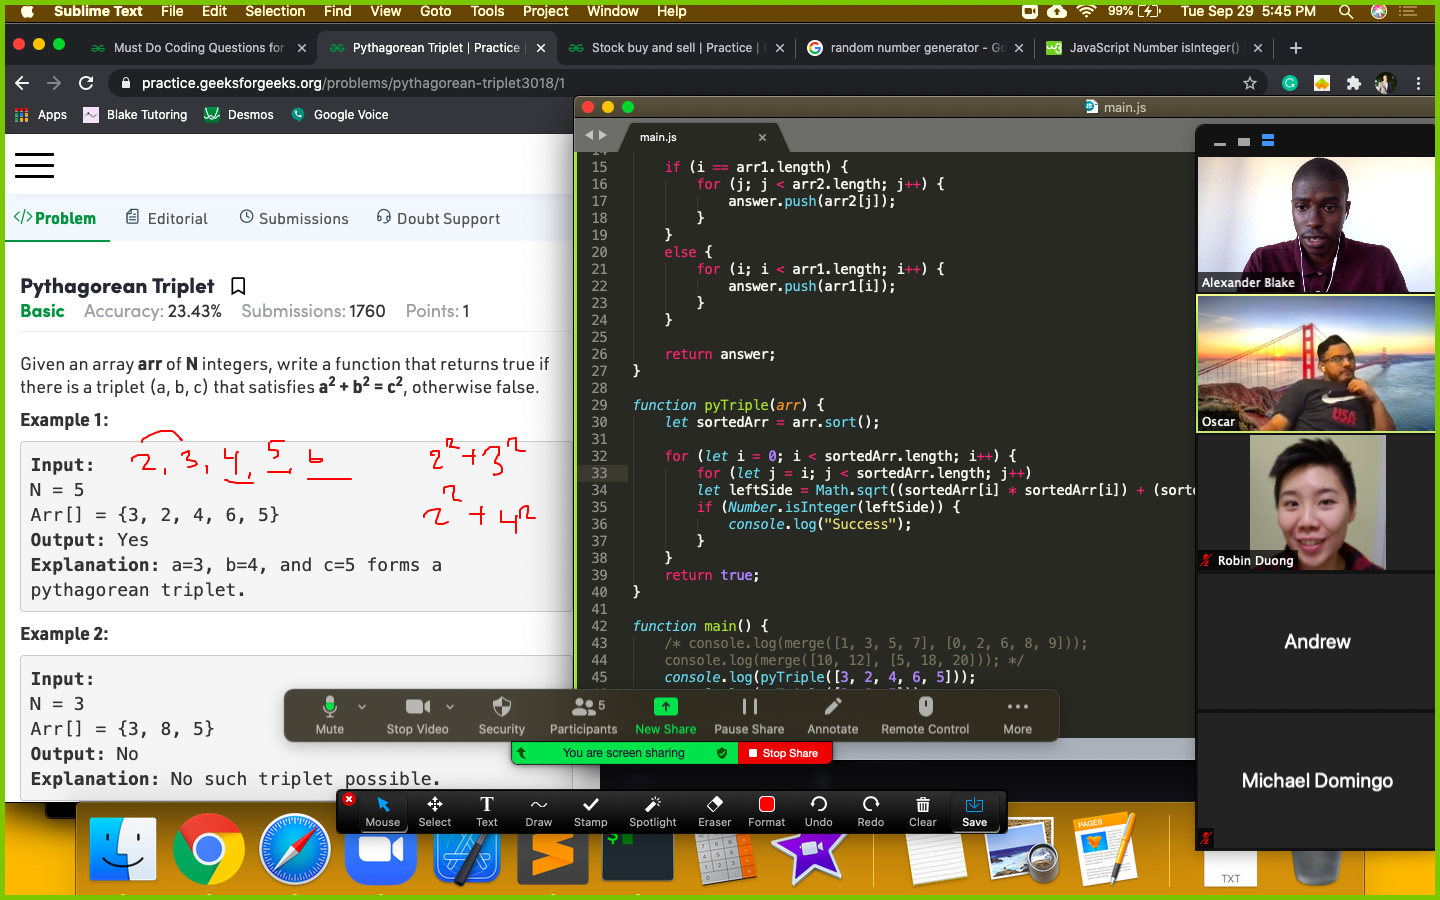 Sublime Text File Edit Selection Find View Goto Tools Project Window Help 99% Tue Sep 29 5:45 PM
Must Do Coding Questions for Pythagorean Triplet | Practice Stock buy and sell | Practice | random number generator - Go JavaScript Number isInteger()
practice.geeksforgeeks.org/problems/pythagorean-triplet3018/1
Apps Blake Tutoring Desmos Google Voice
</>Problem Editorial Submissions Doubt Support
Pythagorean Triplet
Basic Accuracy: 23.43% Submissions: 1760 Points: 1
Given an array arr of N integers, write a function that returns true if
there is a triplet (a, b, c) that satisfies a² + b² = c², otherwise false.
Example 1:
2, 3, 4, 5, 6
2² + 3²
2² + 4²
Input:
N = 5
Arr[] = {3, 2, 4, 6, 5}
Output: Yes
Explanation: a=3, b=4, and c=5 forms a
pythagorean triplet.
Example 2:
Input:
N = 3
Arr[] = {3, 8, 5}
Output: No
Explanation: No such triplet possible.
main.js
main.js
14
15 if (i == arr1.length) {
16 for (j; j < arr2.length; j++) {
17 answer.push(arr2[j]);
18 }
19 }
20 else {
21 for (i; i < arr1.length; i++) {
22 answer.push(arr1[i]);
23 }
24 }
25
26 return answer;
27 }
28
29 function pyTriple(arr) {
30 let sortedArr = arr.sort();
31
32 for (let i = 0; i < sortedArr.length; i++) {
33 for (let j = i; j < sortedArr.length; j++)
34 let leftSide = Math.sqrt((sortedArr[i] * sortedArr[i]) + (sorte
35 if (Number.isInteger(leftSide)) {
36 console.log("Success");
37 }
38 }
39 return true;
40 }
41
42 function main() {
43 /* console.log(merge([1, 3, 5, 7], [0, 2, 6, 8, 9]));
44 console.log(merge([10, 12], [5, 18, 20])); */
45 console.log(pyTriple([3, 2, 4, 6, 5]));
Alexander Blake
Oscar
USA
Robin Duong
Andrew
Michael Domingo
5
Mute Stop Video Security Participants New Share Pause Share Annotate Remote Control More
You are screen sharing Stop Share
Mouse Select Text Draw Stamp Spotlight Eraser Format Undo Redo Clear Save
PAGES
TXT